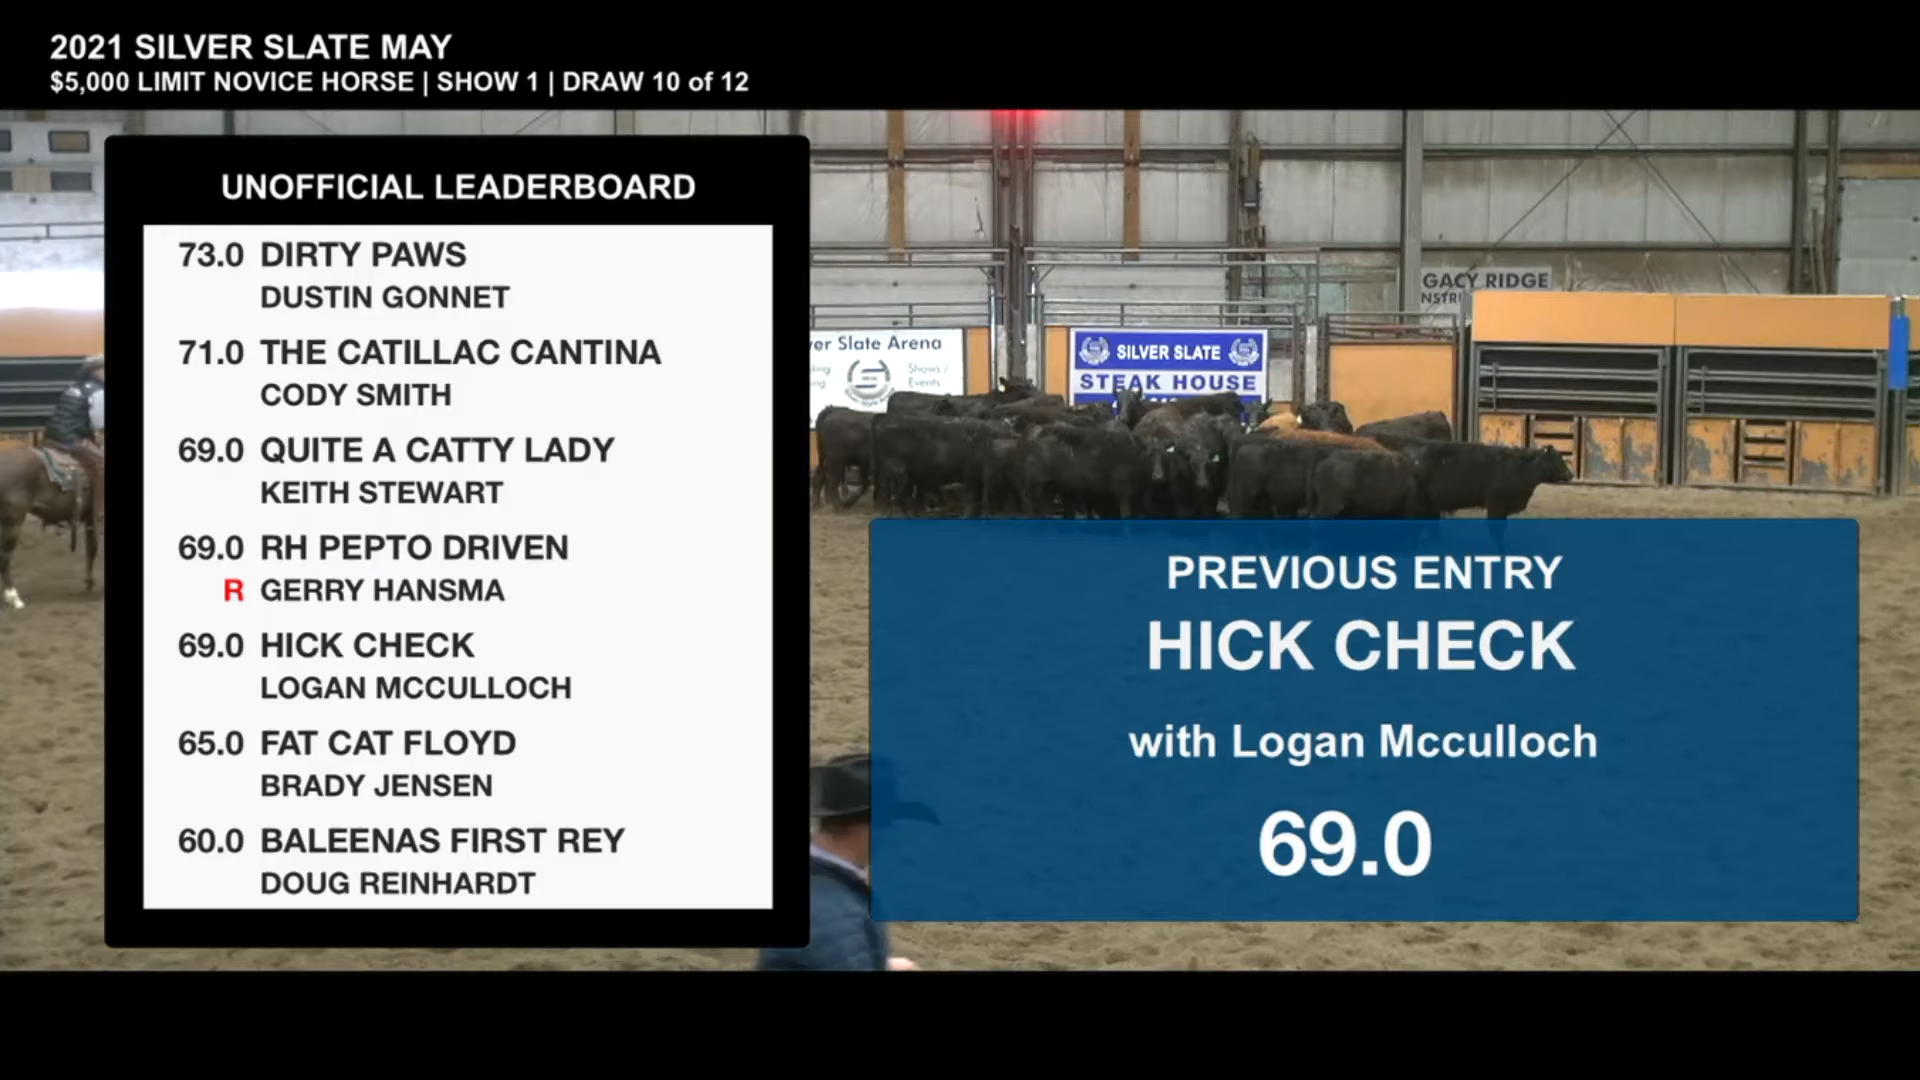 2021 SILVER SLATE MAY
$5,000 LIMIT NOVICE HORSE | SHOW 1 | DRAW 10 of 12
UNOFFICIAL LEADERBOARD
73.0 DIRTY PAWS
DUSTIN GONNET
71.0 THE CATILLAC CANTINA
CODY SMITH
69.0 QUITE A CATTY LADY
KEITH STEWART
69.0 RH PEPTO DRIVEN
R GERRY HANSMA
69.0 HICK CHECK
LOGAN MCCULLOCH
65.0 FAT CAT FLOYD
BRADY JENSEN
60.0 BALEENAS FIRST REY
DOUG REINHARDT
GACY RIDGE
Slate Arena
Shows /
Events
SILVER SLATE
STEAK HOUSE
PREVIOUS ENTRY
HICK CHECK
with Logan Mcculloch
69.0